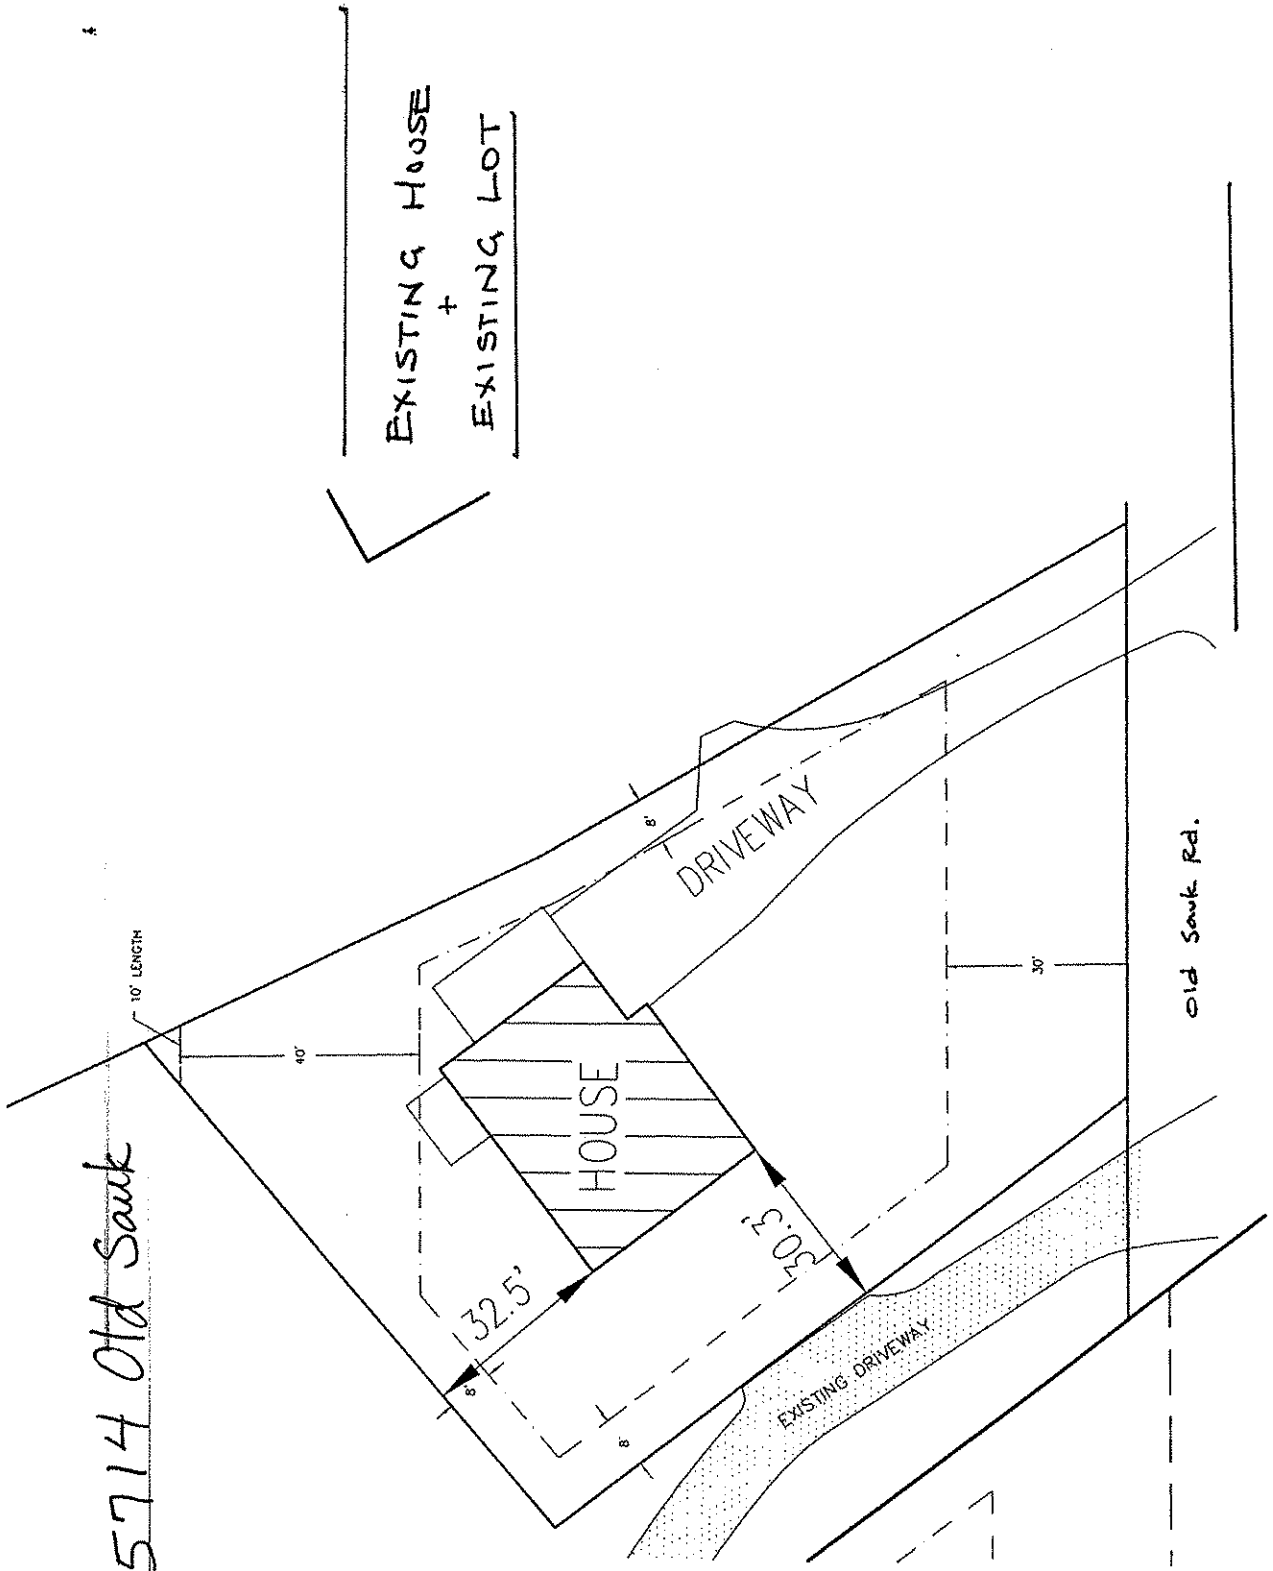 5714 Old Sauk
EXISTING HOUSE
+
EXISTING LOT
10' LENGTH
40'
8'
DRIVEWAY
HOUSE
32.5'
8'
30.3'
8'
30'
EXISTING DRIVEWAY
Old Sauk Rd.